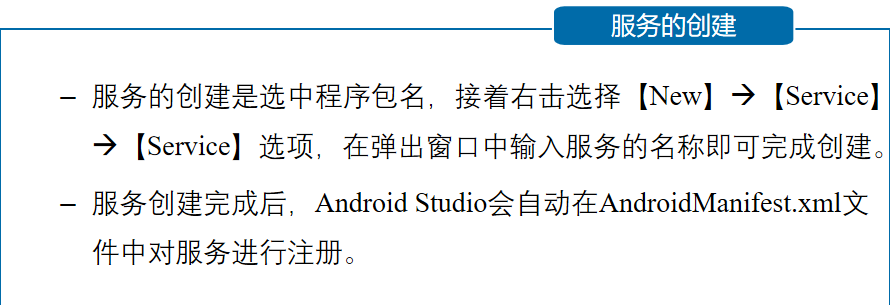 服务的创建
– 服务的创建是选中程序包名，接着右击选择【New】→【Service】
→【Service】选项，在弹出窗口中输入服务的名称即可完成创建。
– 服务创建完成后，Android Studio会自动在AndroidManifest.xml文
件中对服务进行注册。